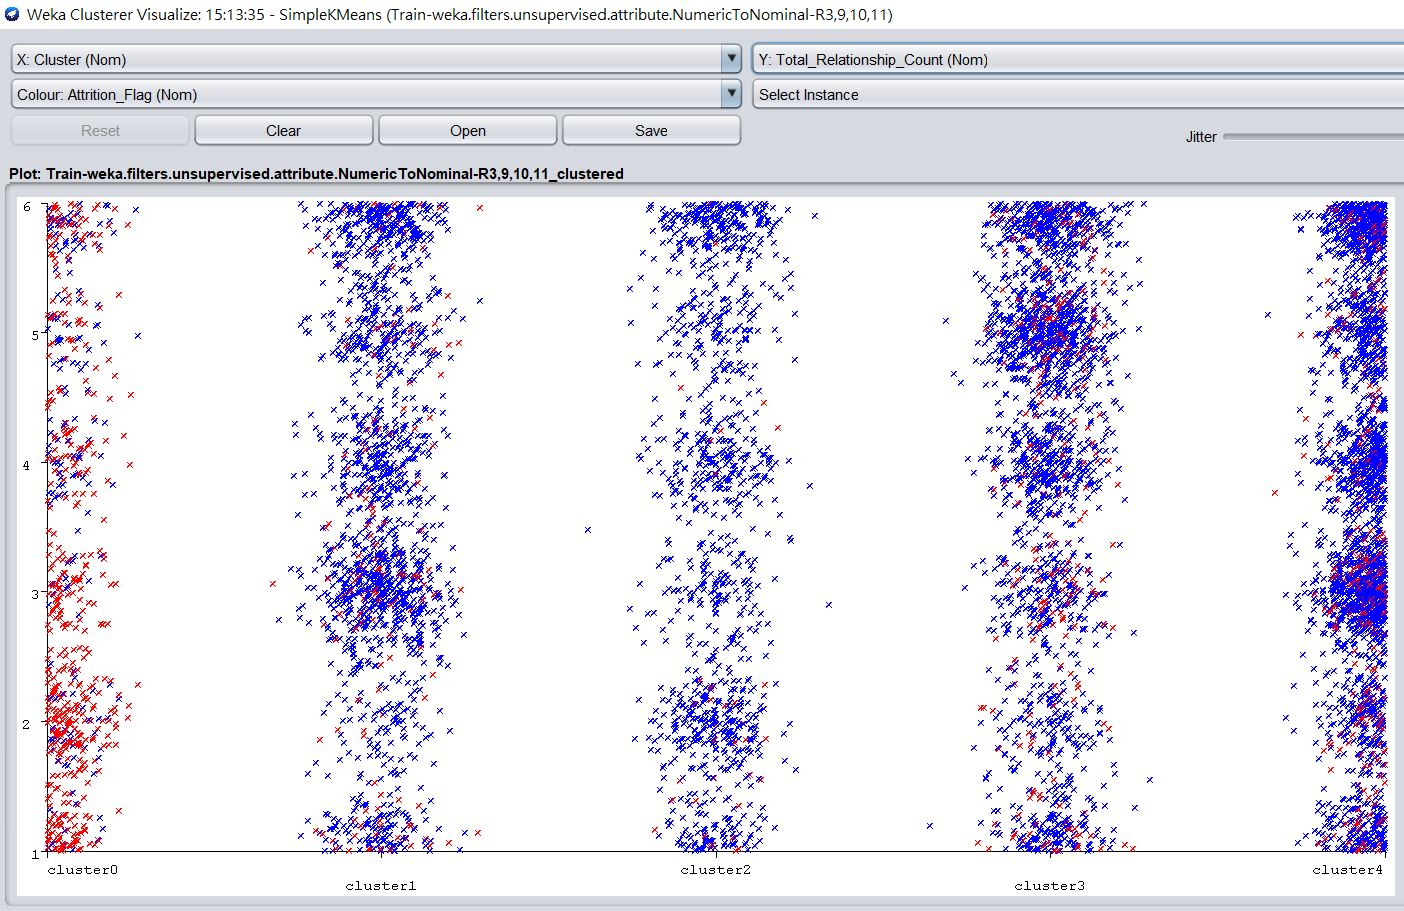 Weka Clusterer Visualize: 15:13:35 - SimpleKMeans (Train-weka.filters.unsupervised.attribute.NumericToNominal-R3,9,10,11)
X: Cluster (Nom)
Y: Total_Relationship_Count (Nom)
Colour: Attrition_Flag (Nom)
Select Instance
Reset
Clear
Open
Save
Jitter
Plot: Train-weka.filters.unsupervised.attribute.NumericToNominal-R3,9,10,11_clustered
6
5
4
3
2
1
cluster0
cluster1
cluster2
cluster3
cluster4